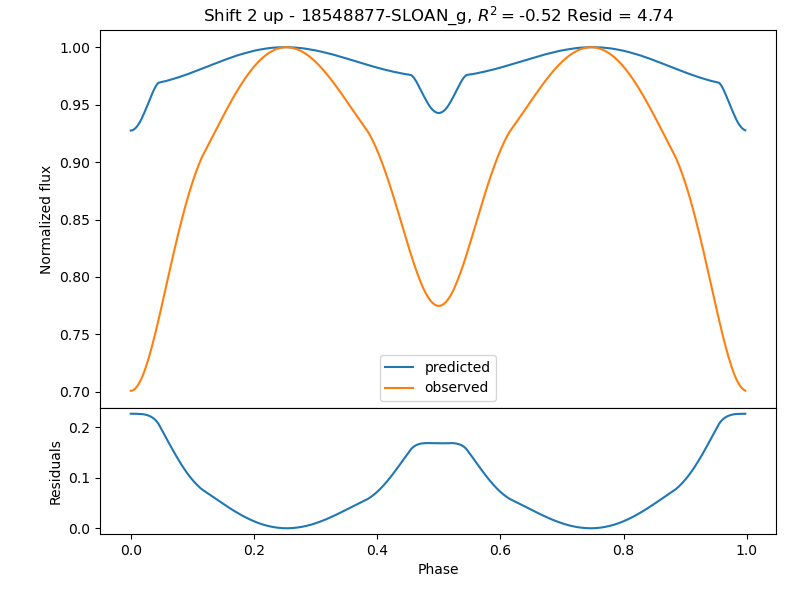 Shift 2 up - 18548877-SLOAN_g, $R^2$ = -0.52 Resid = 4.74
1.00
0.95
0.90
0.85
0.80
0.75
0.70
Normalized flux
predicted
observed
0.2
0.1
0.0
Residuals
0.0 0.2 0.4 0.6 0.8 1.0
Phase